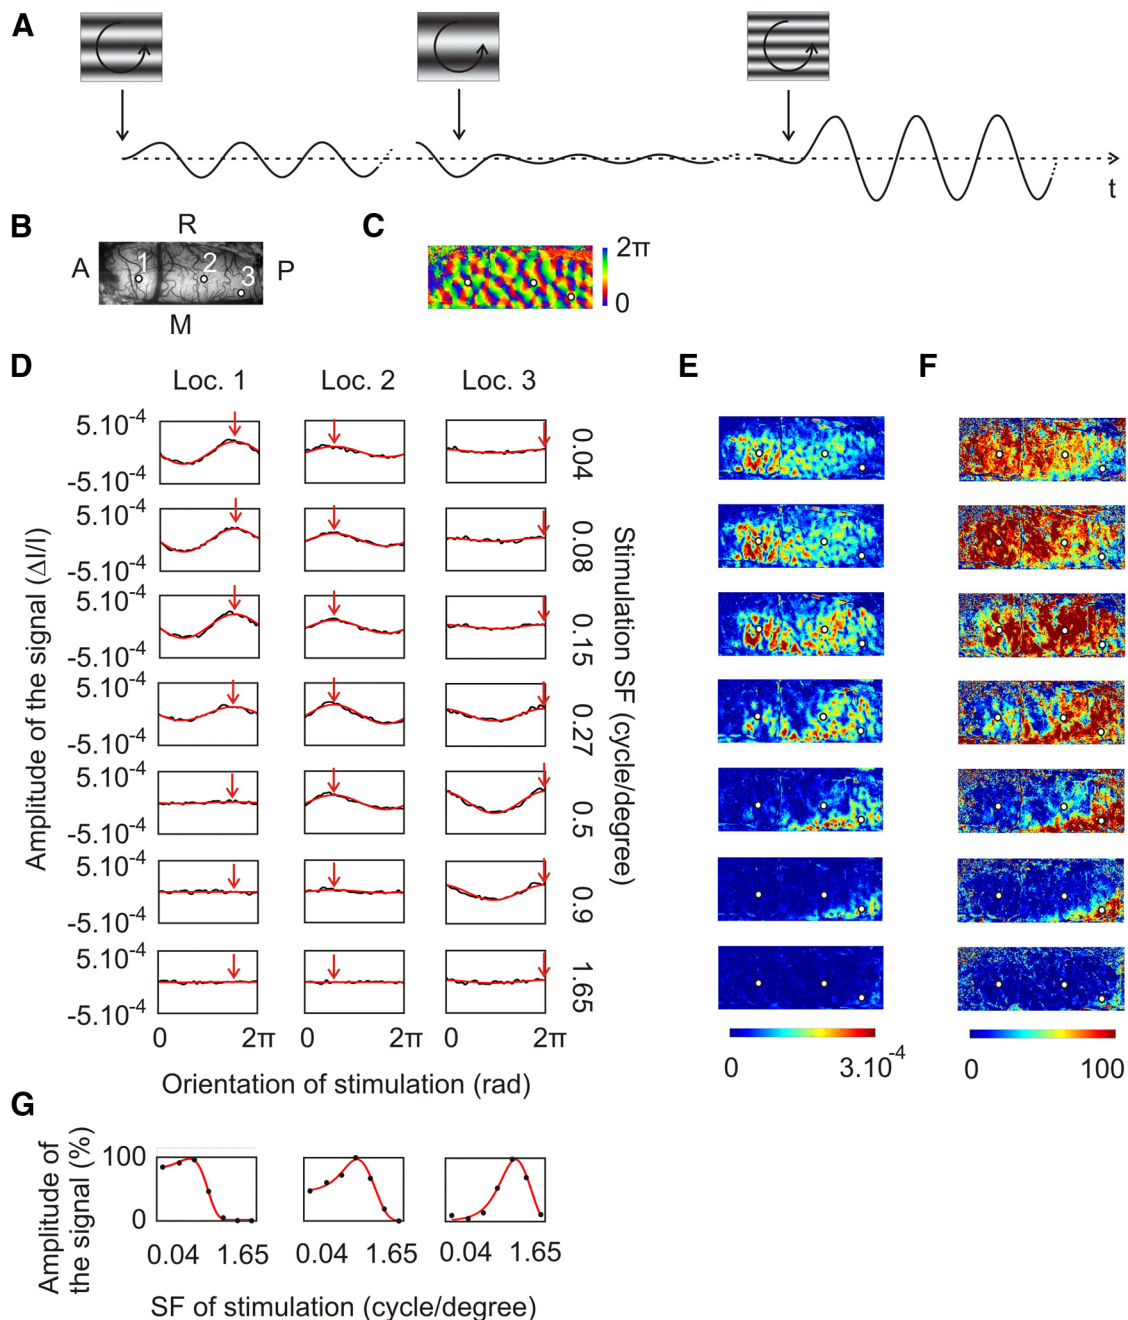 A
t
B
R
A
1
2
3
P
M
C
2π
0
D
Loc. 1
Loc. 2
Loc. 3
E
F
Amplitude of the signal (ΔI/I)
5.10-4
-5.10-4
0.04
5.10-4
-5.10-4
0.08
5.10-4
-5.10-4
0.15
5.10-4
-5.10-4
0.27
5.10-4
-5.10-4
0.5
5.10-4
-5.10-4
0.9
5.10-4
-5.10-4
1.65
Stimulation SF (cycle/degree)
0 2π
0 2π
0 2π
Orientation of stimulation (rad)
0 3.10-4
0 100
G
Amplitude of
the signal (%)
100
0
0.04 1.65
0.04 1.65
0.04 1.65
SF of stimulation (cycle/degree)